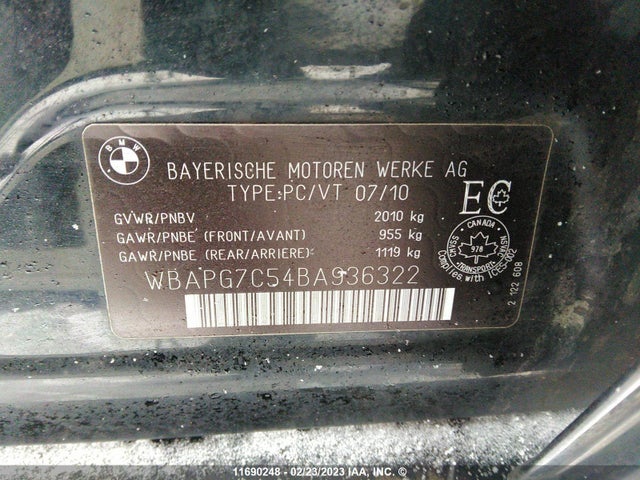 BMW
BAYERISCHE MOTOREN WERKE AG
TYPE:PC/VT 07/10
EC
GVWR/PNBV 2010 kg
GAWR/PNBE (FRONT/AVANT) 955 kg
GAWR/PNBE (REAR/ARRIERE) 1119 kg
WBAPG7C54BA936322
CANADA
978
TRANSPORT
2 122 608
11690248 - 02/23/2023 IAA, INC. ©